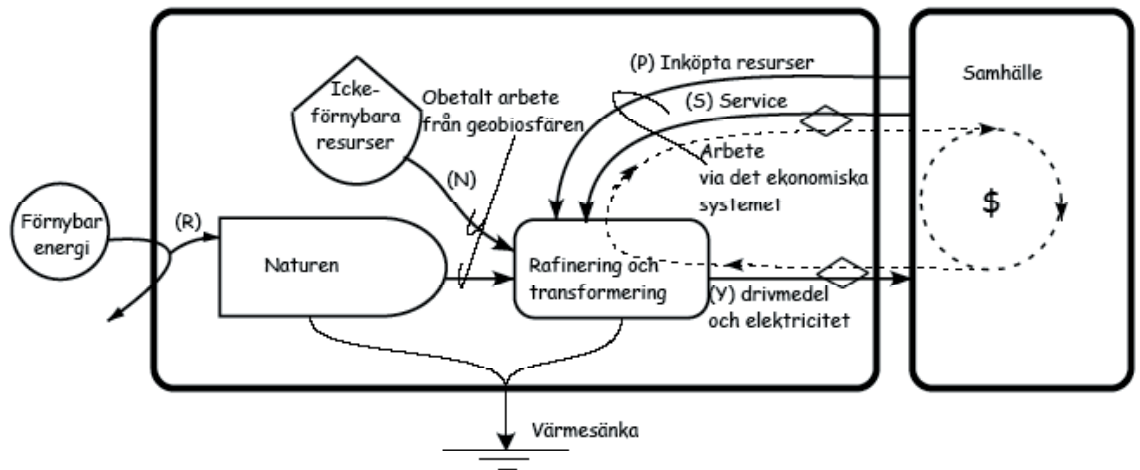 (P) Inköpta resurser
Samhälle
Icke-
förnybara
resurser
Obetalt arbete
från geobiosfären
(S) Service
Arbete
via det ekonomiska
systemet
(N)
Förnybar
energi
(R)
$
Naturen
Rafinering och
transformering
(Y) drivmedel
och elektricitet
Värmesänka